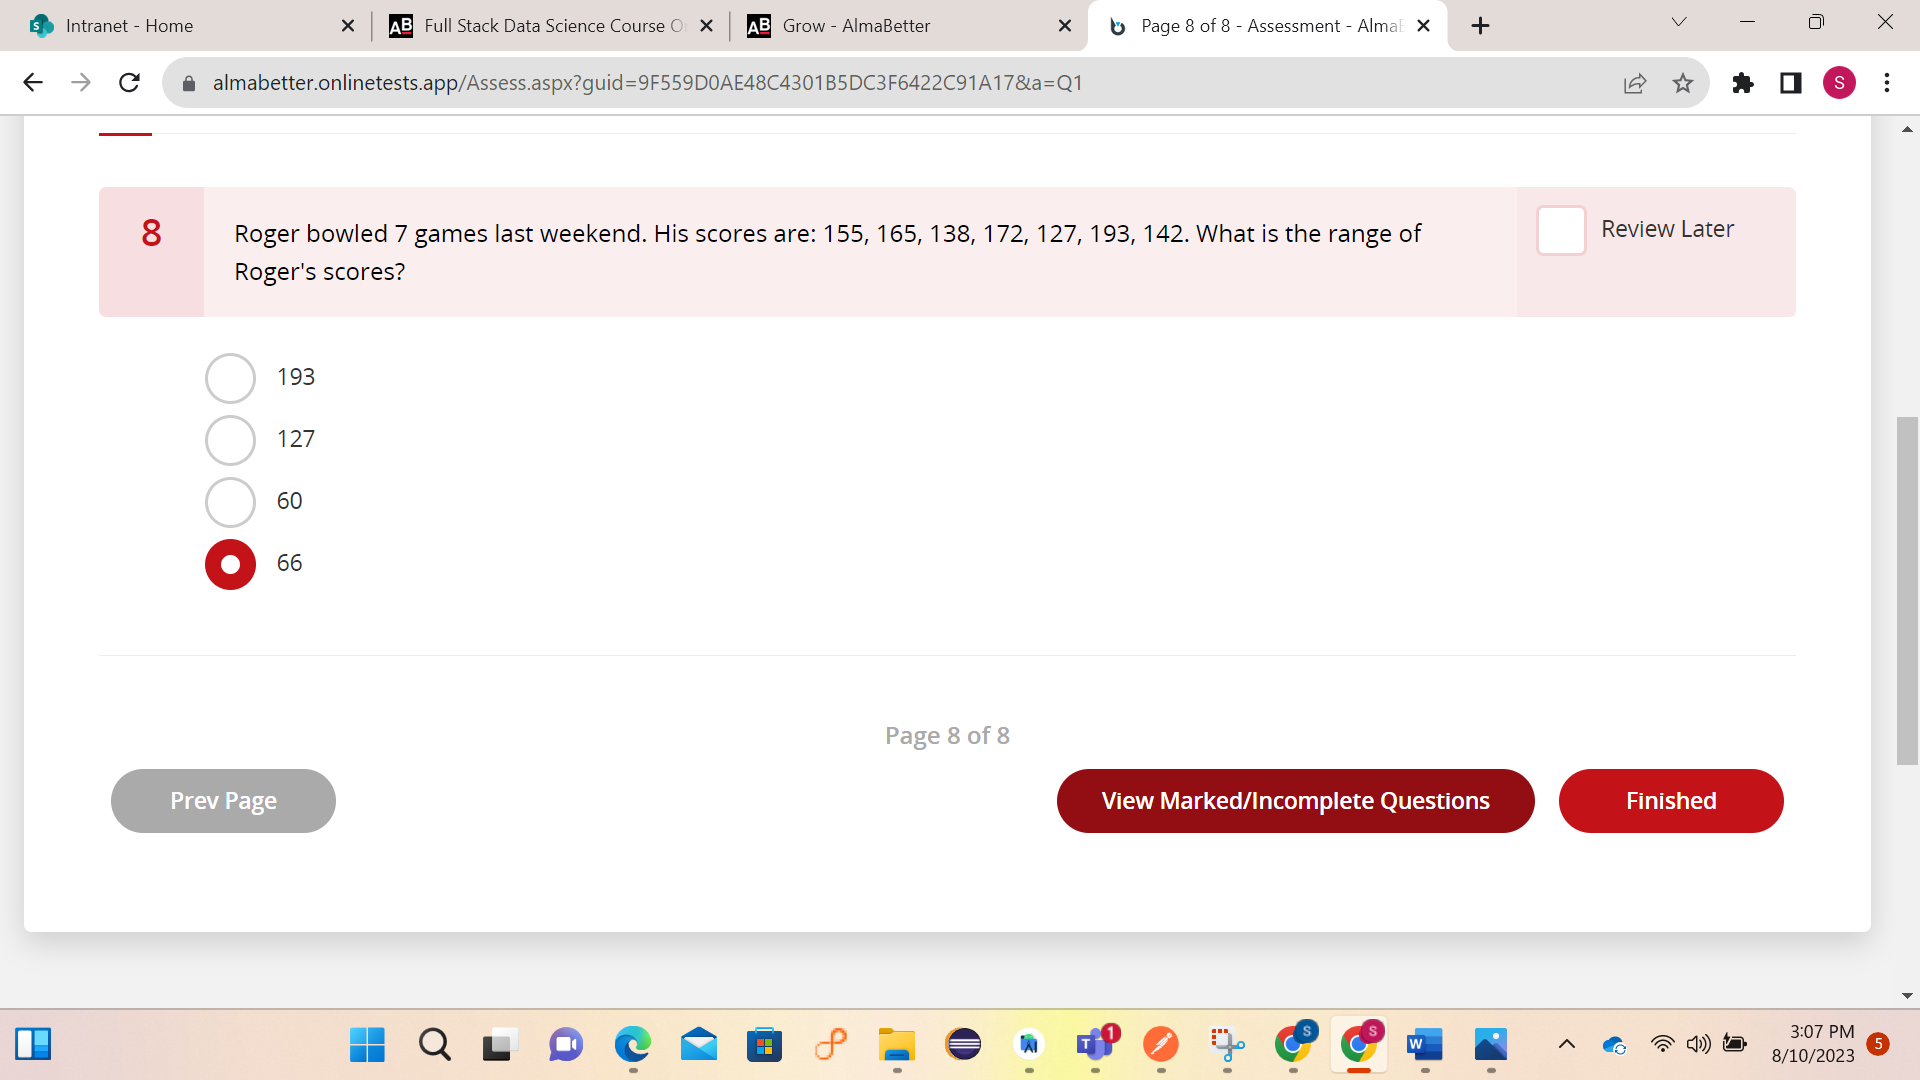 Intranet - Home
AB Full Stack Data Science Course O
AB Grow - AlmaBetter
Page 8 of 8 - Assessment - Alma
almabetter.onlinetests.app/Assess.aspx?guid=9F559D0AE48C4301B5DC3F6422C91A17&a=Q1
S
8
Roger bowled 7 games last weekend. His scores are: 155, 165, 138, 172, 127, 193, 142. What is the range of
Roger's scores?
Review Later
193
127
60
66
Page 8 of 8
Prev Page
View Marked/Incomplete Questions
Finished
3:07 PM
8/10/2023
5